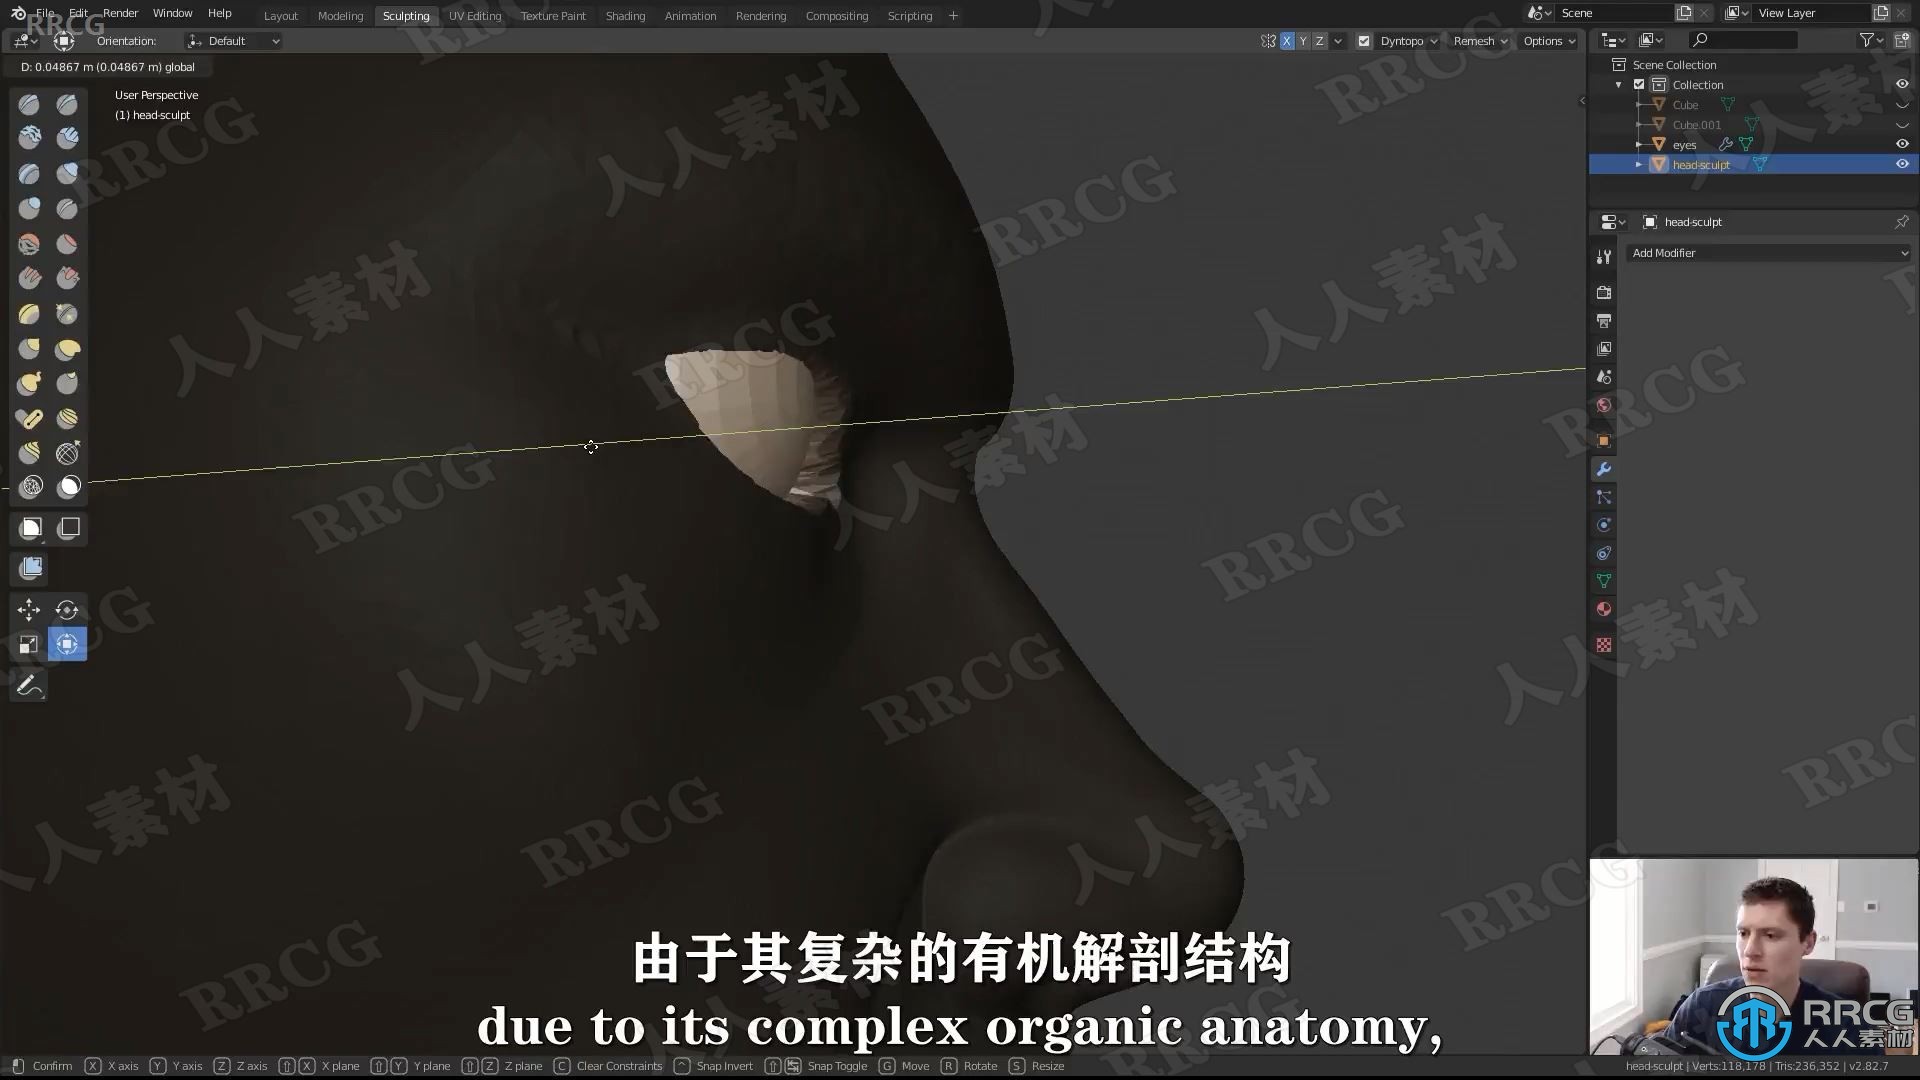 File Edit Render Window Help Layout Modeling Sculpting UV Editing Texture Paint Shading Animation Rendering Compositing Scripting + Scene View Layer
RRCG
Orientation: Default X Y Z Dyntopo Remesh Options
D: 0.04867 m (0.04867 m) global
Scene Collection
Collection
User Perspective
Cube
(1) head-sculpt
Cube.001
eyes
head-sculpt
head-sculpt
Add Modifier
人人素材
RRCG
由于其复杂的有机解剖结构
due to its complex organic anatomy,
RRCG
人人素材
Confirm X X axis Y Y axis Z Z axis X X plane Y Y plane Z Z plane C Clear Constraints Snap Invert Snap Toggle G Move R Rotate S Resize head-sculpt | Verts:118,178 | Tris:236,352 | v2.82.7